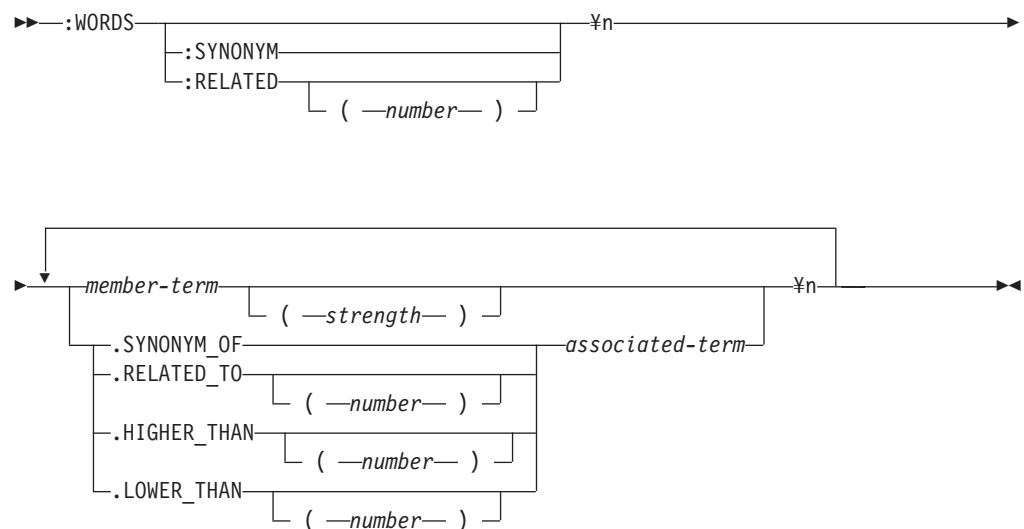 :WORDS ¥n
:SYNONYM
:RELATED
( number )
member-term ¥n
( strength )
.SYNONYM_OF associated-term
.RELATED_TO
( number )
.HIGHER_THAN
( number )
.LOWER_THAN
( number )